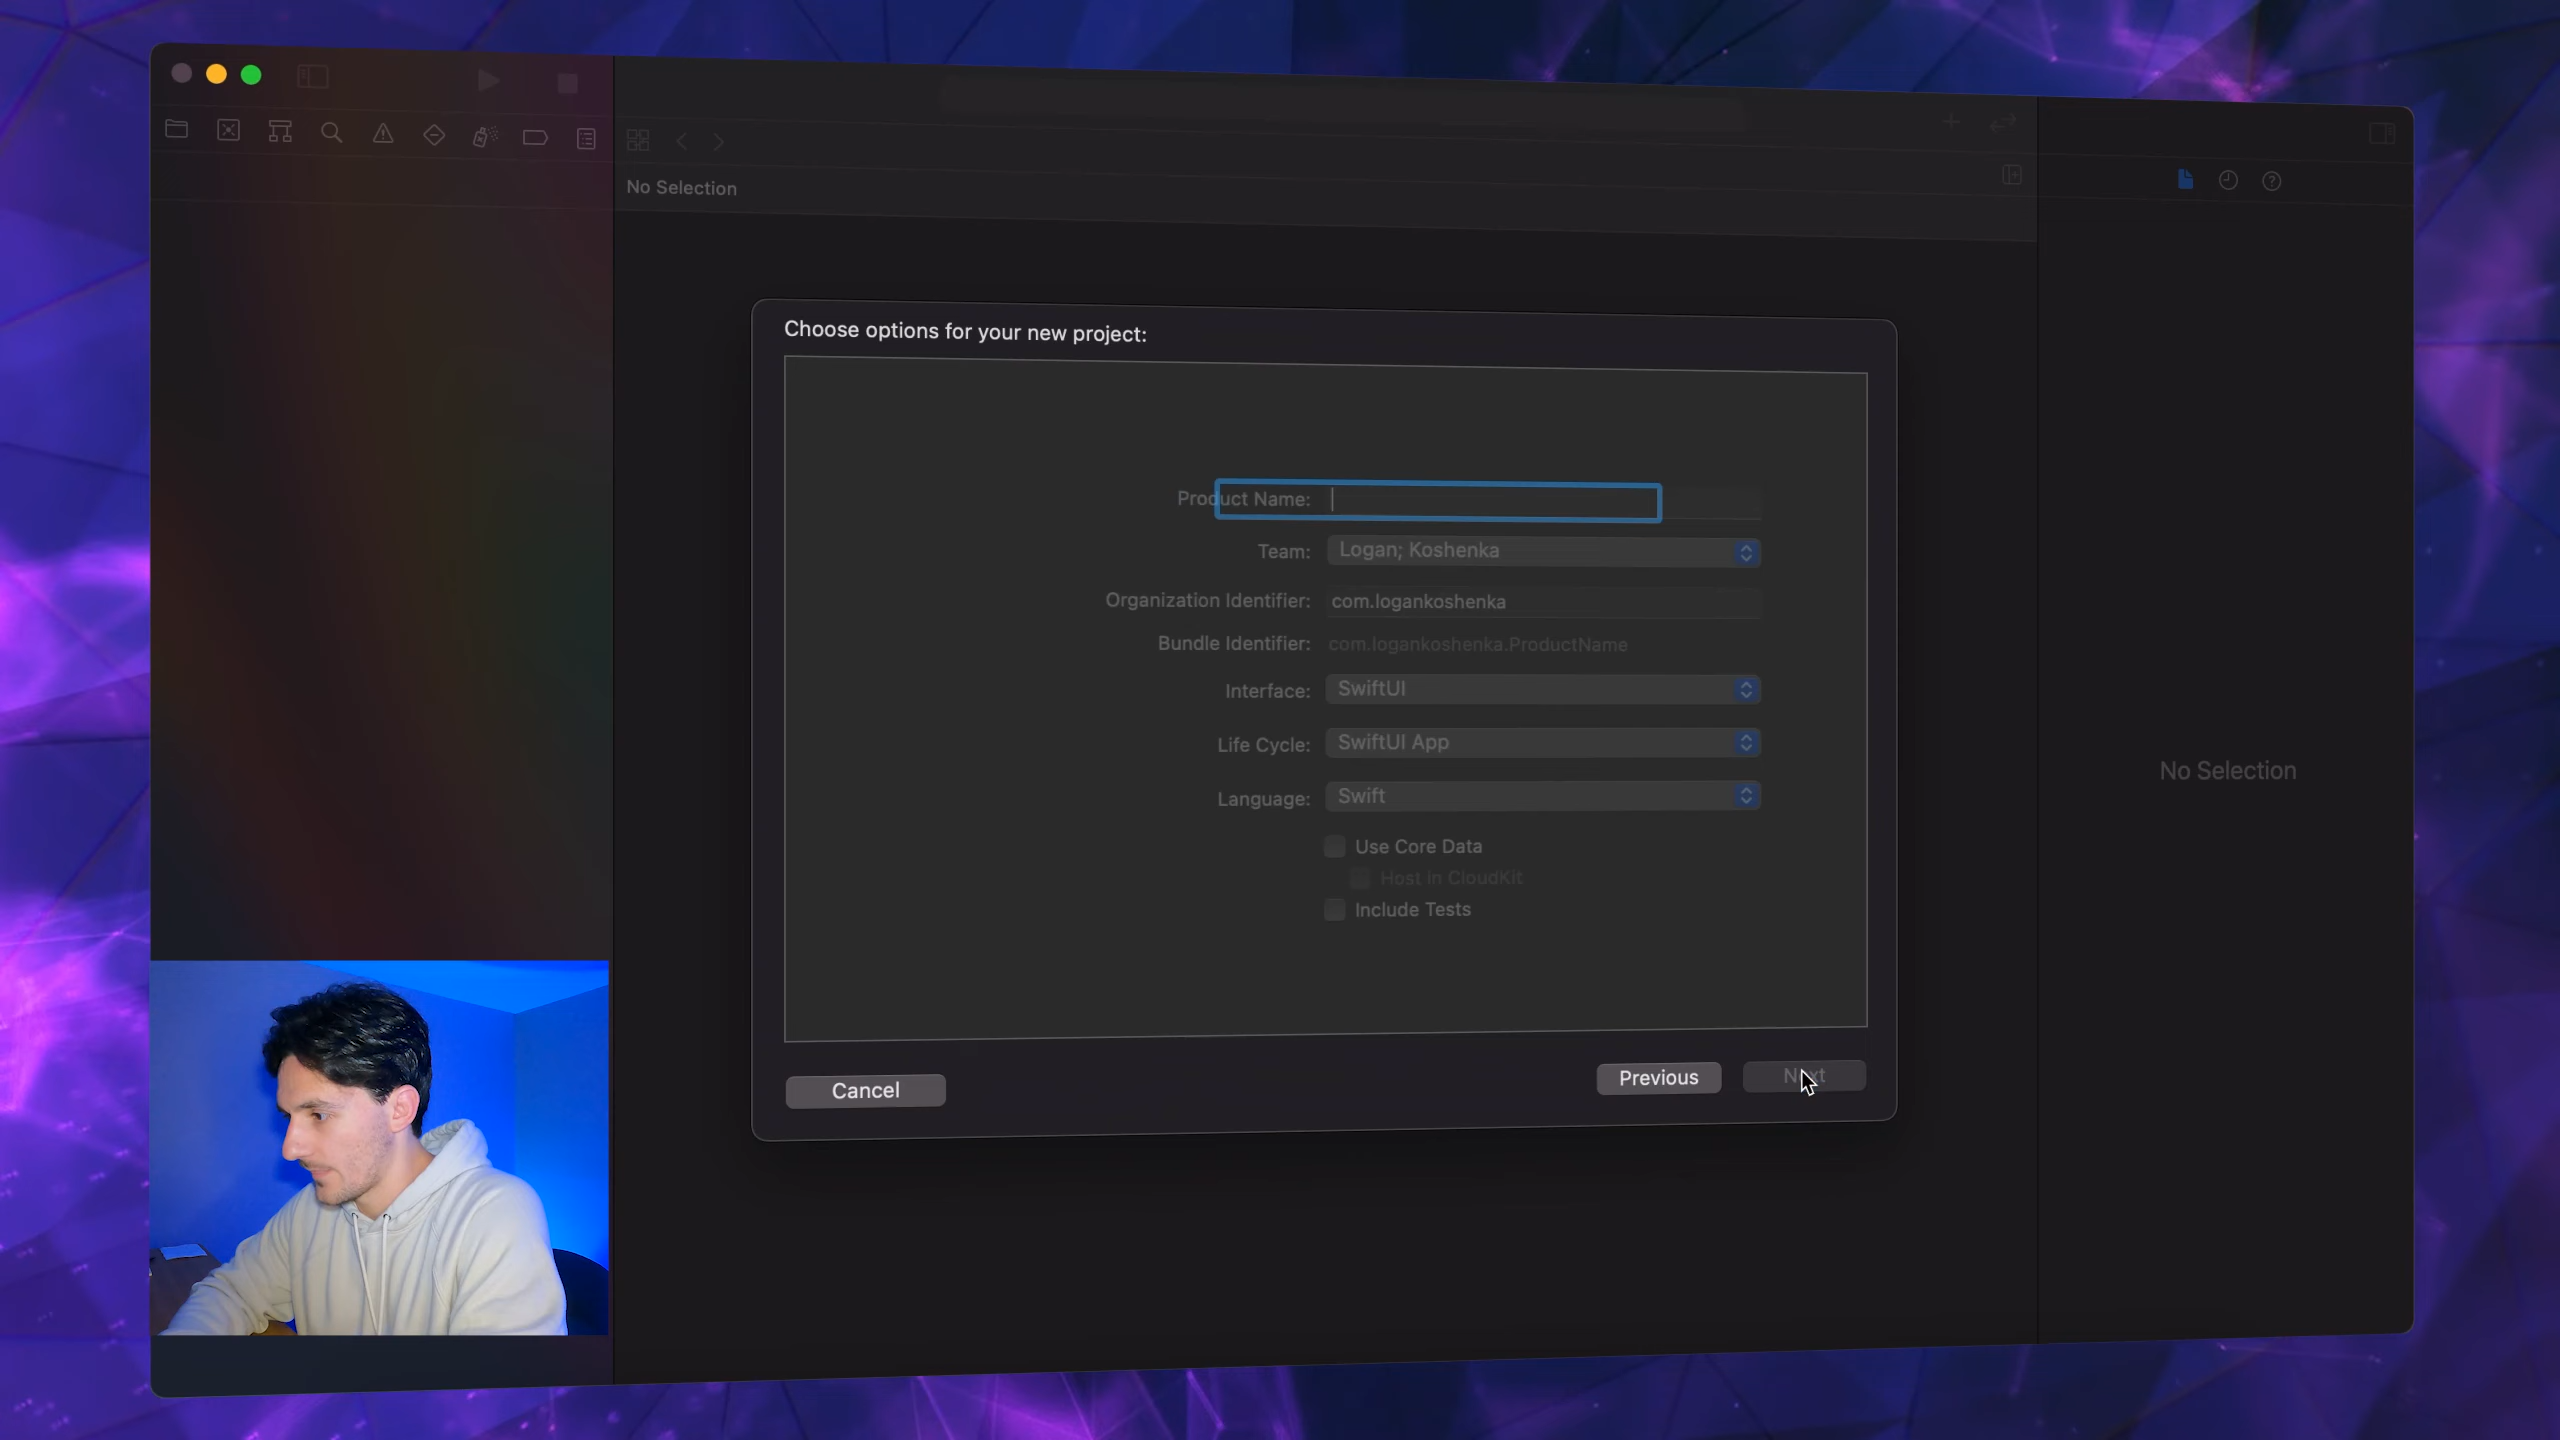 No Selection
Choose options for your new project:
Product Name:
Team: Logan; Koshenka
Organization Identifier: com.logankoshenka
Bundle Identifier: com.logankoshenka.ProductName
Interface: SwiftUI
Life Cycle: SwiftUI App
Language: Swift
Use Core Data
Host in CloudKit
Include Tests
Cancel
Previous
Next
No Selection